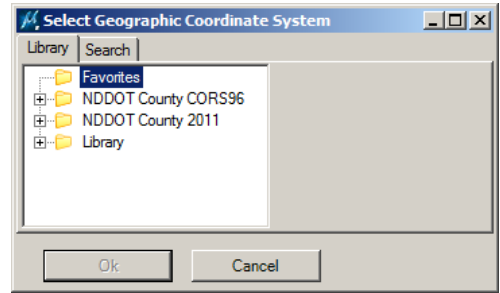 Select Geographic Coordinate System
Library Search
Favorites
NDDOT County CORS96
NDDOT County 2011
Library
Ok Cancel